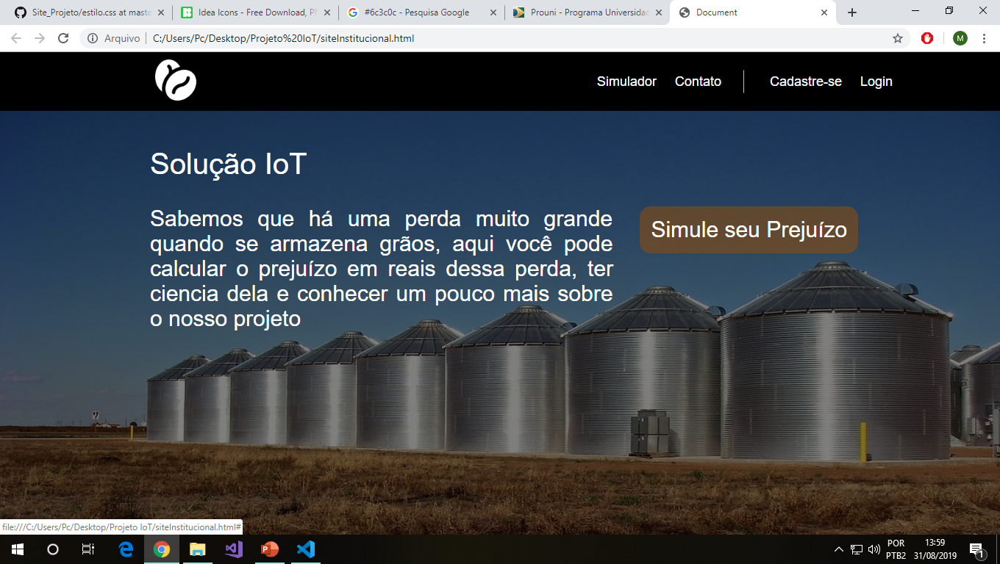 Site_Projeto/estilo.css at maste
Idea Icons - Free Download, PN
#6c3c0c - Pesquisa Google
Prouni - Programa Universidad
Document
Arquivo
C:/Users/Pc/Desktop/Projeto%20IoT/siteInstitucional.html
M
Simulador
Contato
Cadastre-se
Login
Solução IoT
Sabemos que há uma perda muito grande
quando se armazena grãos, aqui você pode
calcular o prejuízo em reais dessa perda, ter
ciencia dela e conhecer um pouco mais sobre
o nosso projeto
Simule seu Prejuízo
file:///C:/Users/Pc/Desktop/Projeto IoT/siteInstitucional.html#
POR
PTB2
13:59
31/08/2019
1